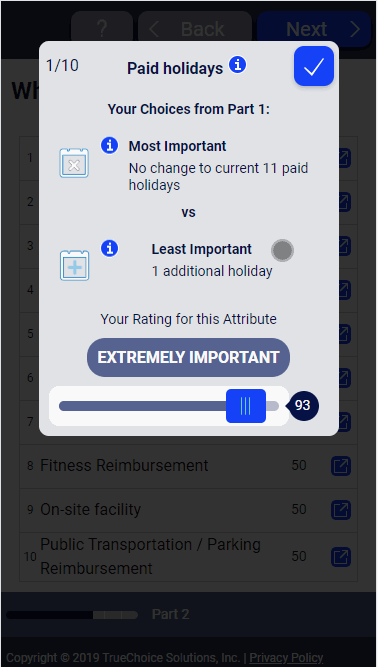 ?
Back
Next
Wh
1/10
Paid holidays
Your Choices from Part 1:
Most Important
No change to current 11 paid
holidays
vs
Least Important
1 additional holiday
Your Rating for this Attribute
EXTREMELY IMPORTANT
93
1
2
3
4
5
6
7
8 Fitness Reimbursement 50
9 On-site facility 50
10 Public Transportation / Parking
Reimbursement 50
Part 2
Copyright © 2019 TrueChoice Solutions, Inc. | Privacy Policy